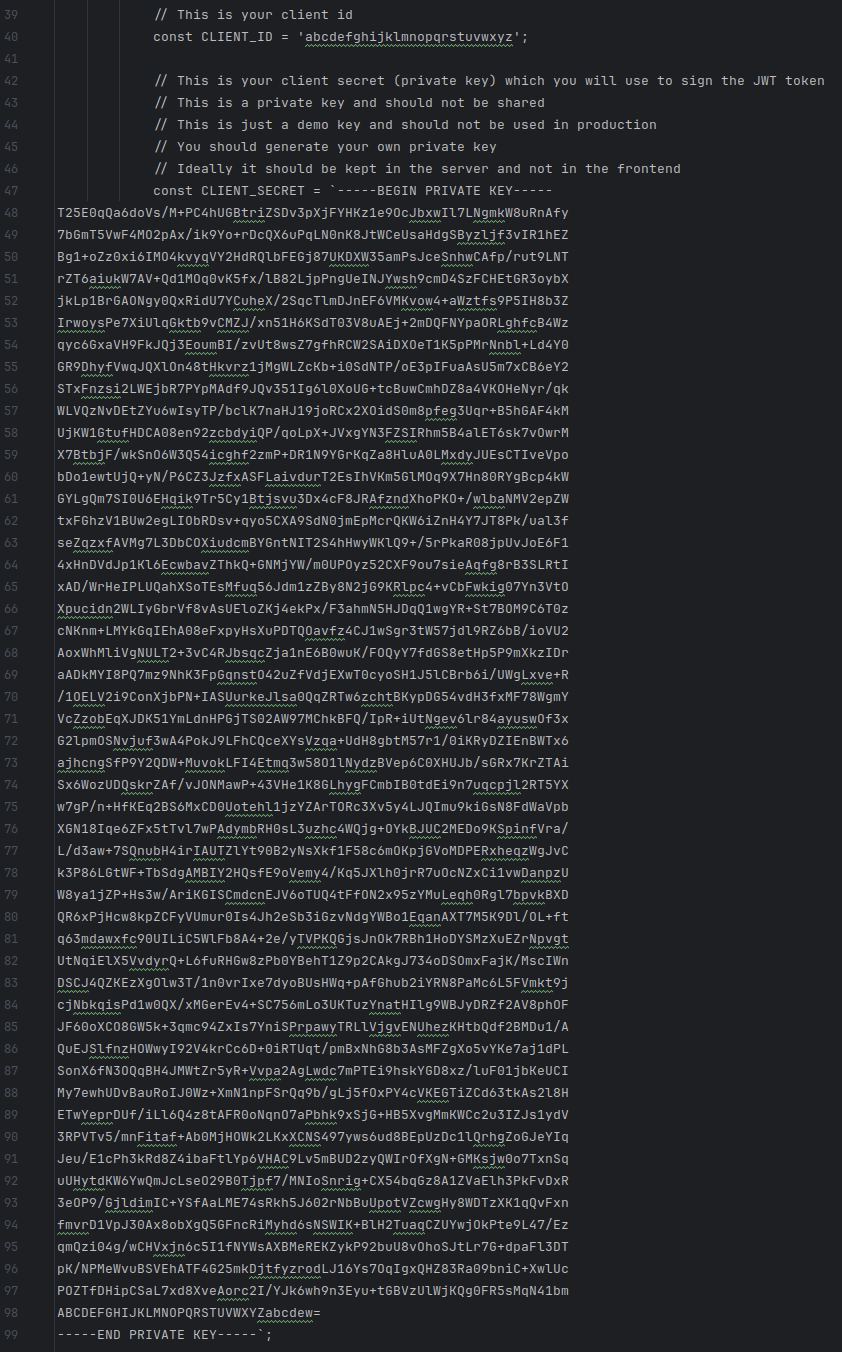 39 // This is your client id
40 const CLIENT_ID = 'abcdefghijklmnopqrstuvwxyz';
41
42 // This is your client secret (private key) which you will use to sign the JWT token
43 // This is a private key and should not be shared
44 // This is just a demo key and should not be used in production
45 // You should generate your own private key
46 // Ideally it should be kept in the server and not in the frontend
47 const CLIENT_SECRET = `-----BEGIN PRIVATE KEY-----
48 T25E0qQa6doVs/M+PC4hUGBtriZSDv3pXjFYHKz1e9OcJbxwIl7LNgmkW8uRnAfy
49 7bGmT5VwF4MO2pAx/ik9Yo+rDcQX6uPqLN0nK8JtWCeUsaHdgSByzljf3vIR1hEZ
50 Bg1+oZz0xi6IMO4kvyqVY2HdRQlbFEGj87UKDXW35amPsJceSnhwCAfp/rut9LNT
51 rZT6aiukW7AV+Qd1MOq0vK5fx/lB82LjpPngUeINJYwsh9cmD4SzFCHEtGR3oybX
52 jkLp1BrGAONgy0QxRidU7YCuheX/2SqcTlmDJnEF6VMKvow4+aWztfs9P5IH8b3Z
53 IrwoysPe7XiUlqGktb9vCMZJ/xn51H6KSdT03V8uAEj+2mDQFNYpaORLghfcB4Wz
54 qyc6GxaVH9FkJQj3EoumBI/zvUt8wsZ7gfhRCW2SAiDXOeT1K5pPMrNnbl+Ld4Y0
55 GR9DhyfVwqJQXlOn48tHkvrz1jMgWLZcKb+i0SdNTP/oE3pIFuaAsU5m7xCB6eY2
56 STxFnzsi2LWEjbR7PYpMAdf9JQv351Ig6l0XoUG+tcBuwCmhDZ8a4VKOHeNyr/qk
57 WLVQzNvDEtZYu6wIsyTP/bclK7naHJ19joRCx2XOidS0m8pfeg3Uqr+B5hGAF4kM
58 UjKW1GtufHDCA08en92zcbdyiQP/qoLpX+JVxgYN3FZSIRhm5B4alET6sk7vOwrM
59 X7BtbjF/wkSnO6W3Q54icghf2zmP+DR1N9YGrKqZa8HluA0LMxdyJUEsCTIveVpo
60 bDo1ewtUjQ+yN/P6CZ3JzfxASFLaivdurT2EsIhVKm5GlMOq9X7Hn80RYgBcp4kW
61 GYLgQm7SI0U6EHqik9Tr5Cy1Btjsvu3Dx4cF8JRAfzndXhoPKO+/wlbaNMV2epZW
62 txFGhzV1BUw2egLIObRDsv+qyo5CXA9SdN0jmEpMcrQKW6iZnH4Y7JT8Pk/ual3f
63 seZqzxfAVMg7L3DbCOXiudcmBYGntNIT2S4hHwyWKlQ9+/5rPkaR08jpUvJoE6F1
64 4xHnDVdJp1Kl6EcwbavZThkQ+GNMjYW/m0UPOyz52CXF9ou7sieAqfg8rB3SLRtI
65 xAD/WrHeIPLUQahXSoTEsMfuq56Jdm1zZBy8N2jG9KRlpc4+vCbFwkig07Yn3VtO
66 Xpucidn2WLIyGbrVf8vAsUEloZKj4ekPx/F3ahmN5HJDqQ1wgYR+St7BOM9C6T0z
67 cNKnm+LMYkGqIEhA08eFxpyHsXuPDTQOavfz4CJ1wSgr3tW57jdl9RZ6bB/ioVU2
68 AoxWhMliVgNULT2+3vC4RJbsqcZja1nE6B0wuK/FOQyY7fdGS8etHp5P9mXkzIDr
69 aADkMYI8PQ7mz9NhK3FpGqnstO42uZfVdjEXwT0cyoSH1J5lCBrb6i/UWgLxve+R
70 /1OELV2i9ConXjbPN+IASUurkeJlsa0QqZRTw6zchtBKypDG54vdH3fxMF78WgmY
71 VcZzobEqXJDK51YmLdnHPGjTS02AW97MChkBFQ/IpR+iUtNgev6lr84ayuswOf3x
72 G2lpmOSNvjuf3wA4PokJ9LFhCQceXYsVzqa+UdH8gbtM57r1/0iKRyDZIEnBWTx6
73 ajhcngSfP9Y2QDW+MuvokLFI4Etmq3w58O1lNydzBVep6C0XHUJb/sGRx7KrZTAi
74 Sx6WozUDQskrZAf/vJONMawP+43VHe1K8GLhygFCmbIB0tdEi9n7uqcpjl2RT5YX
75 w7gP/n+HfKEq2BS6MxCD0Uotehl1jzYZArTORc3Xv5y4LJQImu9kiGsN8FdWaVpb
76 XGN18Iqe6ZFx5tTvl7wPAdymbRH0sL3uzhc4WQjg+OYkBJUC2MEDo9KSpinfVra/
77 L/d3aw+7SQnubH4irIAUTZlYt90B2yNsXkf1F58c6mOKpjGVoMDPERxheqzWgJvC
78 k3P86LGtWF+TbSdgAMBIY2HQsfE9oVemy4/Kq5JXlh0jrR7uOcNZxCi1vwDanpzU
79 W8ya1jZP+Hs3w/AriKGISCmdcnEJV6oTUQ4tFfON2x95zYMuLeqh0Rgl7bpvkBXD
80 QR6xPjHcw8kpZCFyVUmur0Is4Jh2eSb3iGzvNdgYWBo1EqanAXT7M5K9Dl/OL+ft
81 q63mdawxfc90UILiC5WlFb8A4+2e/yTVPKQGjsJnOk7RBh1HoDYSMzXuEZrNpvgt
82 UtNqiElX5VvdyrQ+L6fuRHGw8zPb0YBehT1Z9p2CAkgJ734oDSOmxFajK/MscIWn
83 DSCJ4QZKEzXgOlw3T/1n0vrIxe7dyoBUsHWq+pAfGhub2iYRN8PaMc6L5FVmkt9j
84 cjNbkqisPd1w0QX/xMGerEv4+SC756mLo3UKTuzYnatHIlg9WBJyDRZf2AV8phOF
85 JF60oXCO8GW5k+3qmc94ZxIs7YniSPrpawyTRLlVjgvENUhezKHtbQdf2BMDu1/A
86 QuEJSlfnzHOWwyI92V4krCc6D+0iRTUqt/pmBxNhG8b3AsMFZgXo5vYKe7aj1dPL
87 SonX6fN3OQqBH4JMWtZr5yR+Vvpa2AgLwdc7mPTEi9hskYGD8xz/luF01jbKeUCI
88 My7ewhUDvBauRoIJ0Wz+XmN1npFSrQq9b/gLj5fOxPY4cVKEGTiZCd63tkAs2l8H
89 ETwYeprDUf/iLl6Q4z8tAFR0oNqnO7aPbhk9xSjG+HB5XvgMmKWCc2u3IZJs1ydV
90 3RPVTv5/mnFitaf+Ab0MjHOWk2LKxXCNS497yws6ud8BEpUzDc1lQrhgZoGJeYIq
91 Jeu/E1cPh3kRd8Z4ibaFtlYp6VHAC9Lv5mBUD2zyQWIrOfXgN+GMKsjw0o7TxnSq
92 uUHytdKW6YwQmJcLseO29B0Tjpf7/MNIoSnrig+CX54bqGz8A1ZVaElh3PkFvDxR
93 3eOP9/GjldimIC+YSfAaLME74sRkh5J602rNbBuUpotVZcwgHy8WDTzXK1qQvFxn
94 fmvrD1VpJ30Ax8obXgQ5GFncRiMyhd6sNSWIK+BlH2TuaqCZUYwjOkPte9L47/Ez
95 qmQzi04g/wCHVxjn6c5I1fNYWsAXBMeREKZykP92buU8vOhoSJtLr7G+dpaFl3DT
96 pK/NPMeWvuBSVEhATF4G25mkDjtfyzrodLJ16Ys7OqIgxQHZ83Ra09bniC+XwlUc
97 POZTfDHipCSaL7xd8XveAorc2I/YJk6wh9n3Eyu+tGBVzUlWjKQg0FR5sMqN41bm
98 ABCDEFGHIJKLMNOPQRSTUVWXYZabcdew=
99 -----END PRIVATE KEY-----`;